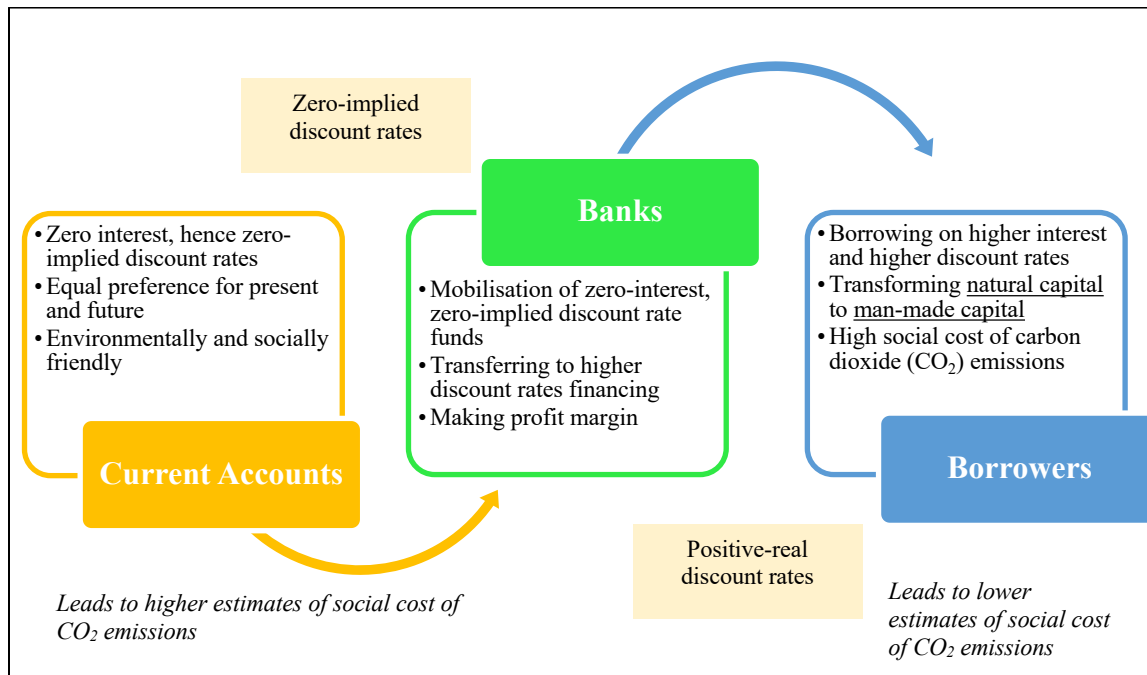 Zero-implied
discount rates
• Zero interest, hence zero-
implied discount rates
• Equal preference for present
and future
• Environmentally and socially
friendly
Current Accounts
Leads to higher estimates of social cost of
CO₂ emissions
Banks
• Mobilisation of zero-interest,
zero-implied discount rate
funds
• Transferring to higher
discount rates financing
• Making profit margin
Positive-real
discount rates
• Borrowing on higher interest
and higher discount rates
• Transforming natural capital
to man-made capital
• High social cost of carbon
dioxide (CO₂) emissions
Borrowers
Leads to lower
estimates of social cost
of CO₂ emissions